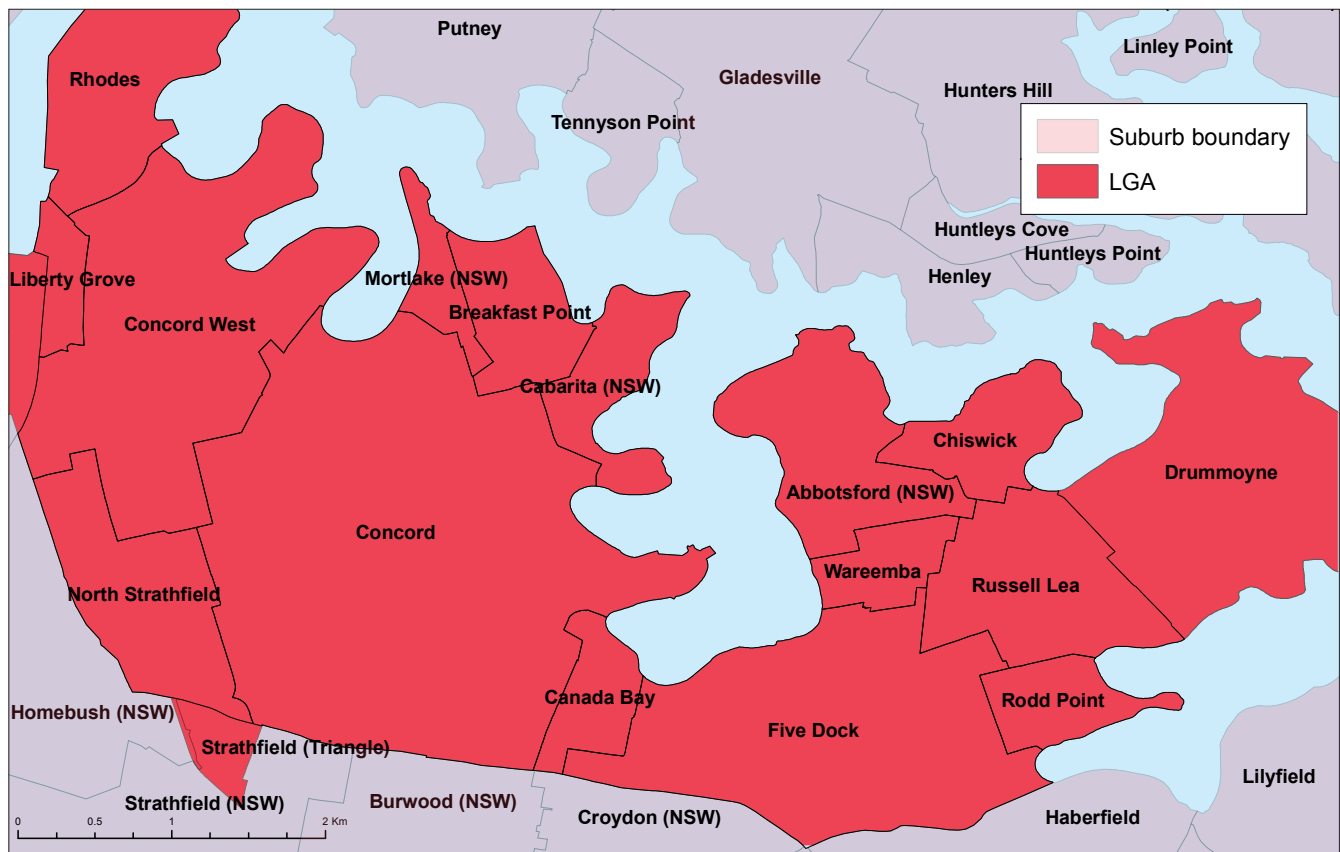 Putney
Linley Point
Rhodes
Gladesville
Hunters Hill
Tennyson Point
Suburb boundary
LGA
Huntleys Cove
Huntleys Point
Liberty Grove
Mortlake (NSW)
Henley
Breakfast Point
Concord West
Cabarita (NSW)
Chiswick
Drummoyne
Abbotsford (NSW)
Concord
Wareemba
Russell Lea
North Strathfield
Canada Bay
Rodd Point
Homebush (NSW)
Five Dock
Strathfield (Triangle)
Lilyfield
Strathfield (NSW)
Burwood (NSW)
Croydon (NSW)
Haberfield
0 0.5 1 2 Km